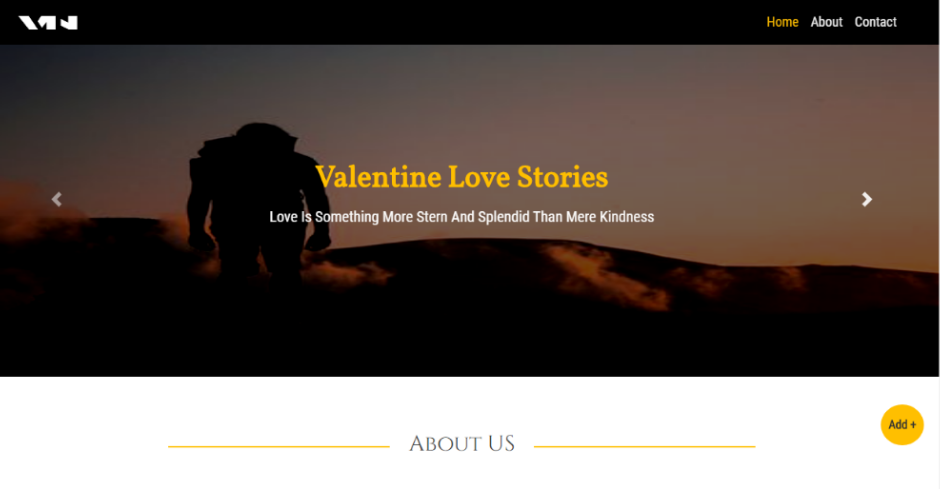 Home About Contact
Valentine Love Stories
Love Is Something More Stern And Splendid Than Mere Kindness
Add +
About US